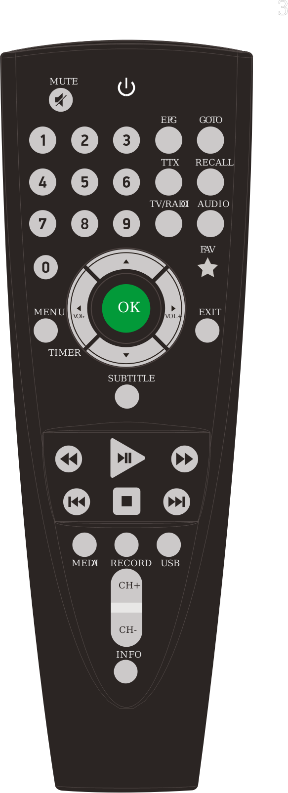 3
MUTE
EPG GOTO
1 2 3
TTX RECALL
4 5 6
TV/RADIO AUDIO
7 8 9
FAV
0
OK
VOL- VOL+
MENU EXIT
TIMER
SUBTITLE
MEDIA RECORD USB
CH+
CH-
INFO